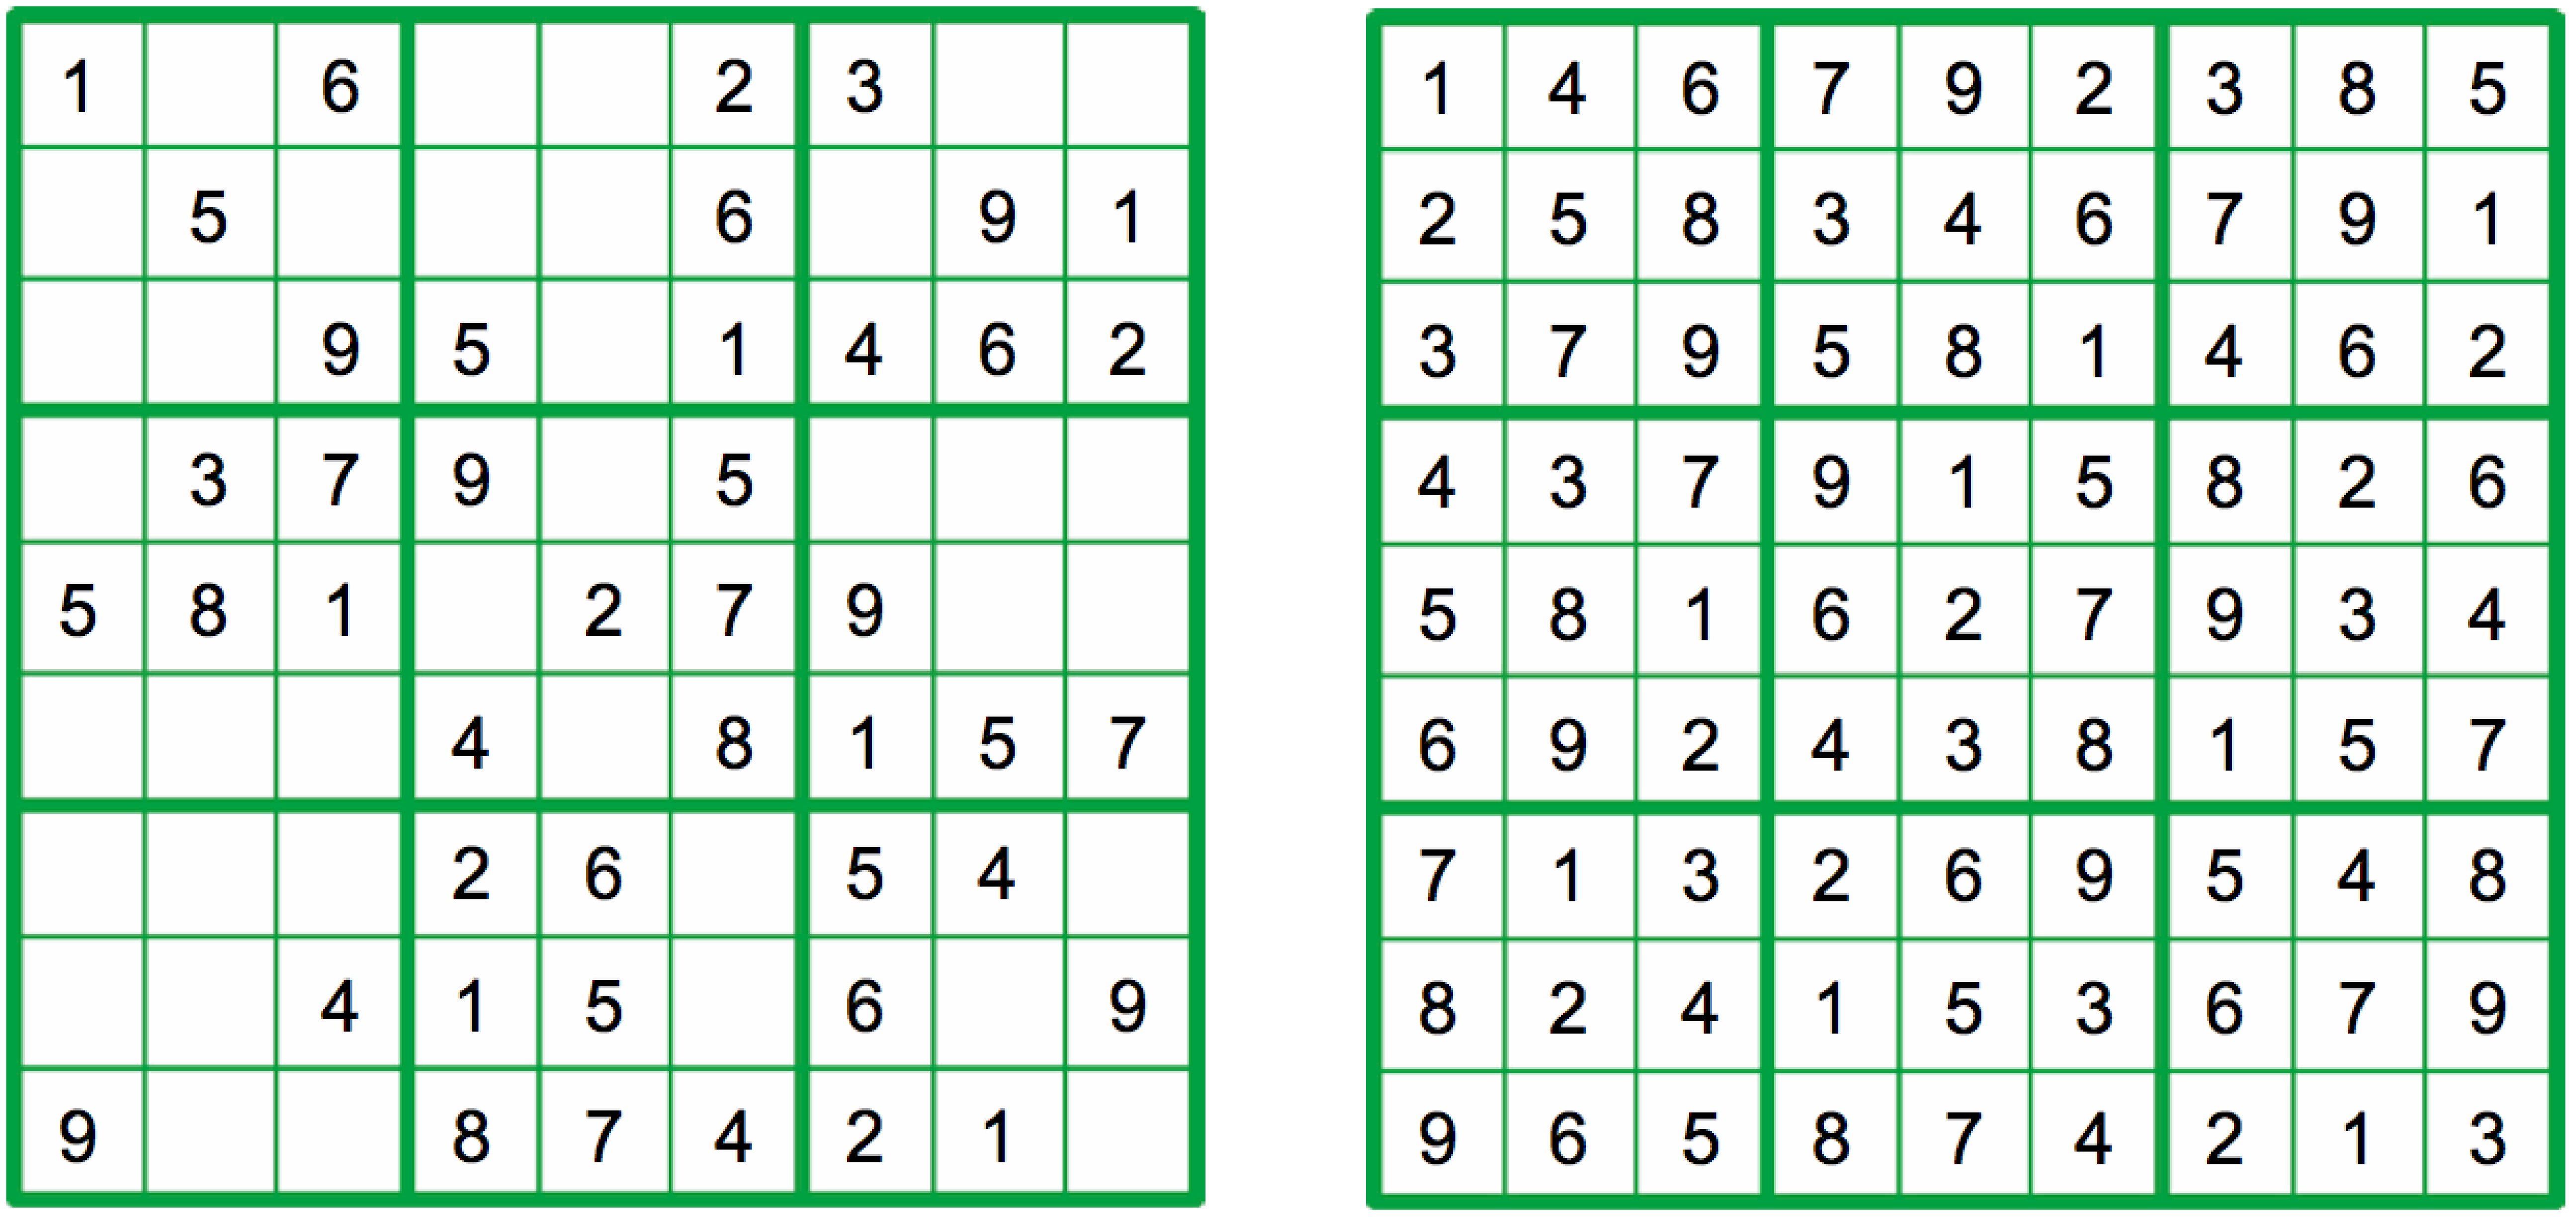 1 6 2 3
5 6 9 1
9 5 1 4 6 2
3 7 9 5
5 8 1 2 7 9
4 8 1 5 7
2 6 5 4
4 1 5 6 9
9 8 7 4 2 1
1 4 6 7 9 2 3 8 5
2 5 8 3 4 6 7 9 1
3 7 9 5 8 1 4 6 2
4 3 7 9 1 5 8 2 6
5 8 1 6 2 7 9 3 4
6 9 2 4 3 8 1 5 7
7 1 3 2 6 9 5 4 8
8 2 4 1 5 3 6 7 9
9 6 5 8 7 4 2 1 3